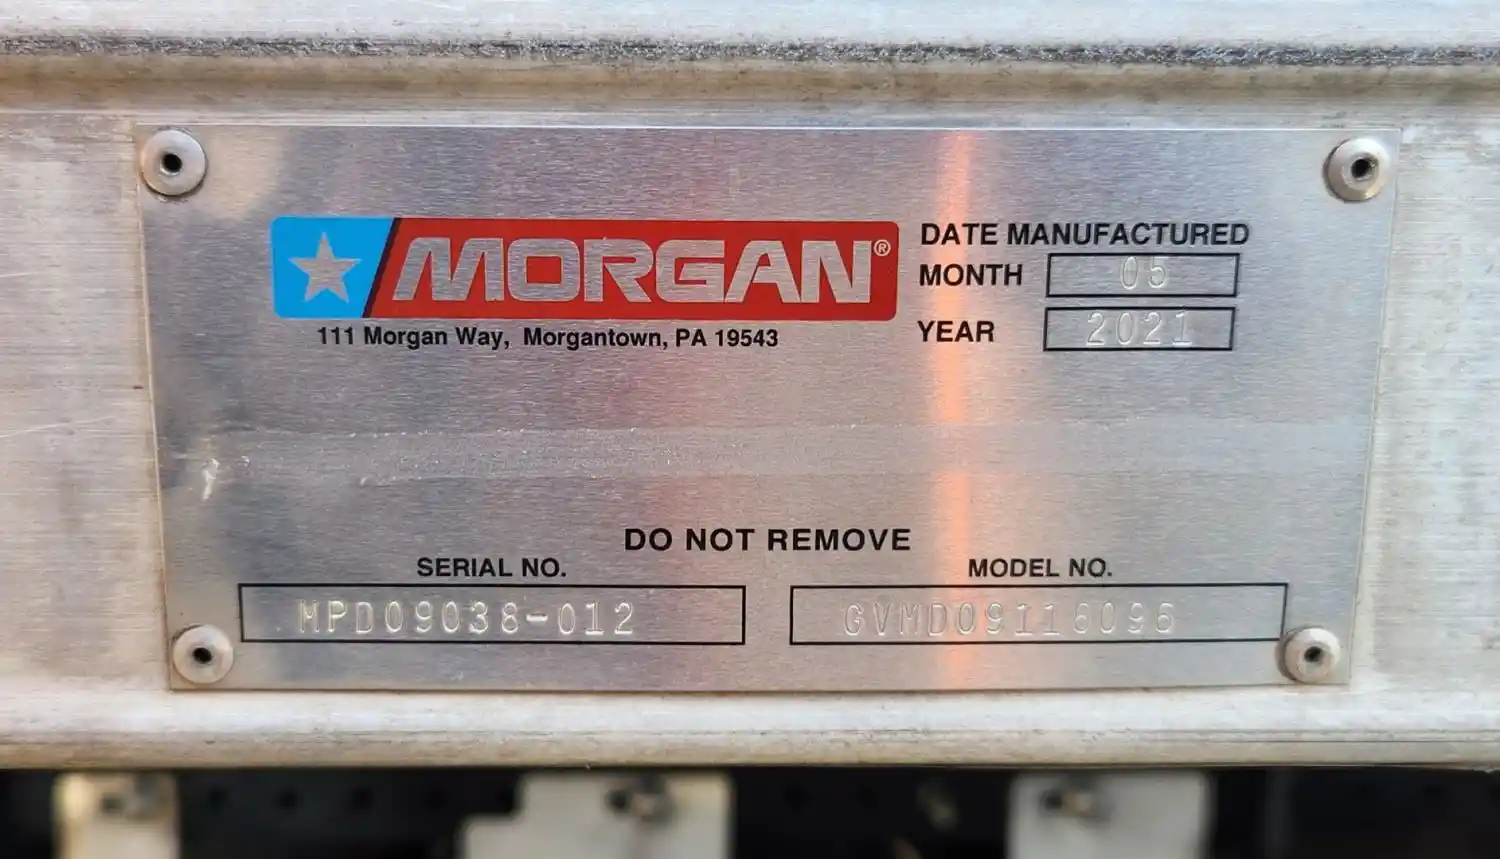 MORGAN®
111 Morgan Way, Morgantown, PA 19543
DATE MANUFACTURED
MONTH 05
YEAR 2021
DO NOT REMOVE
SERIAL NO.
MPD09038-012
MODEL NO.
GVMD09116096